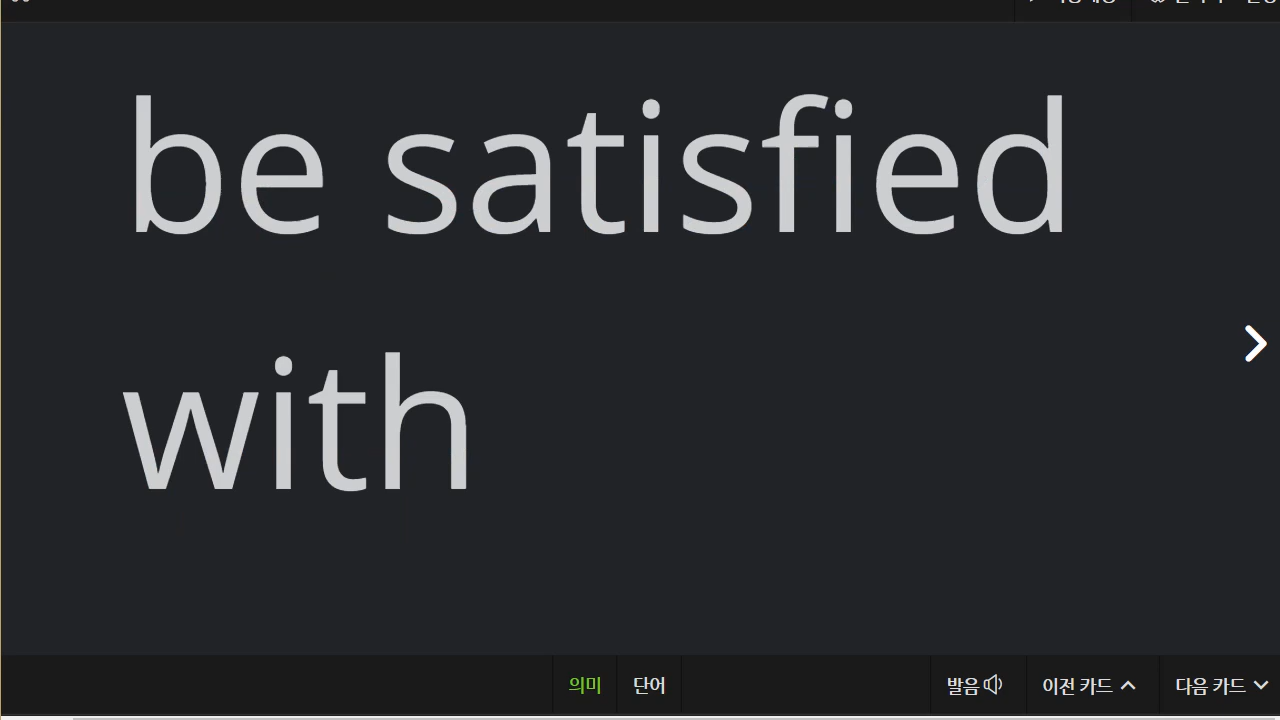 be satisfied
with
의미 단어 발음 이전 카드 다음 카드